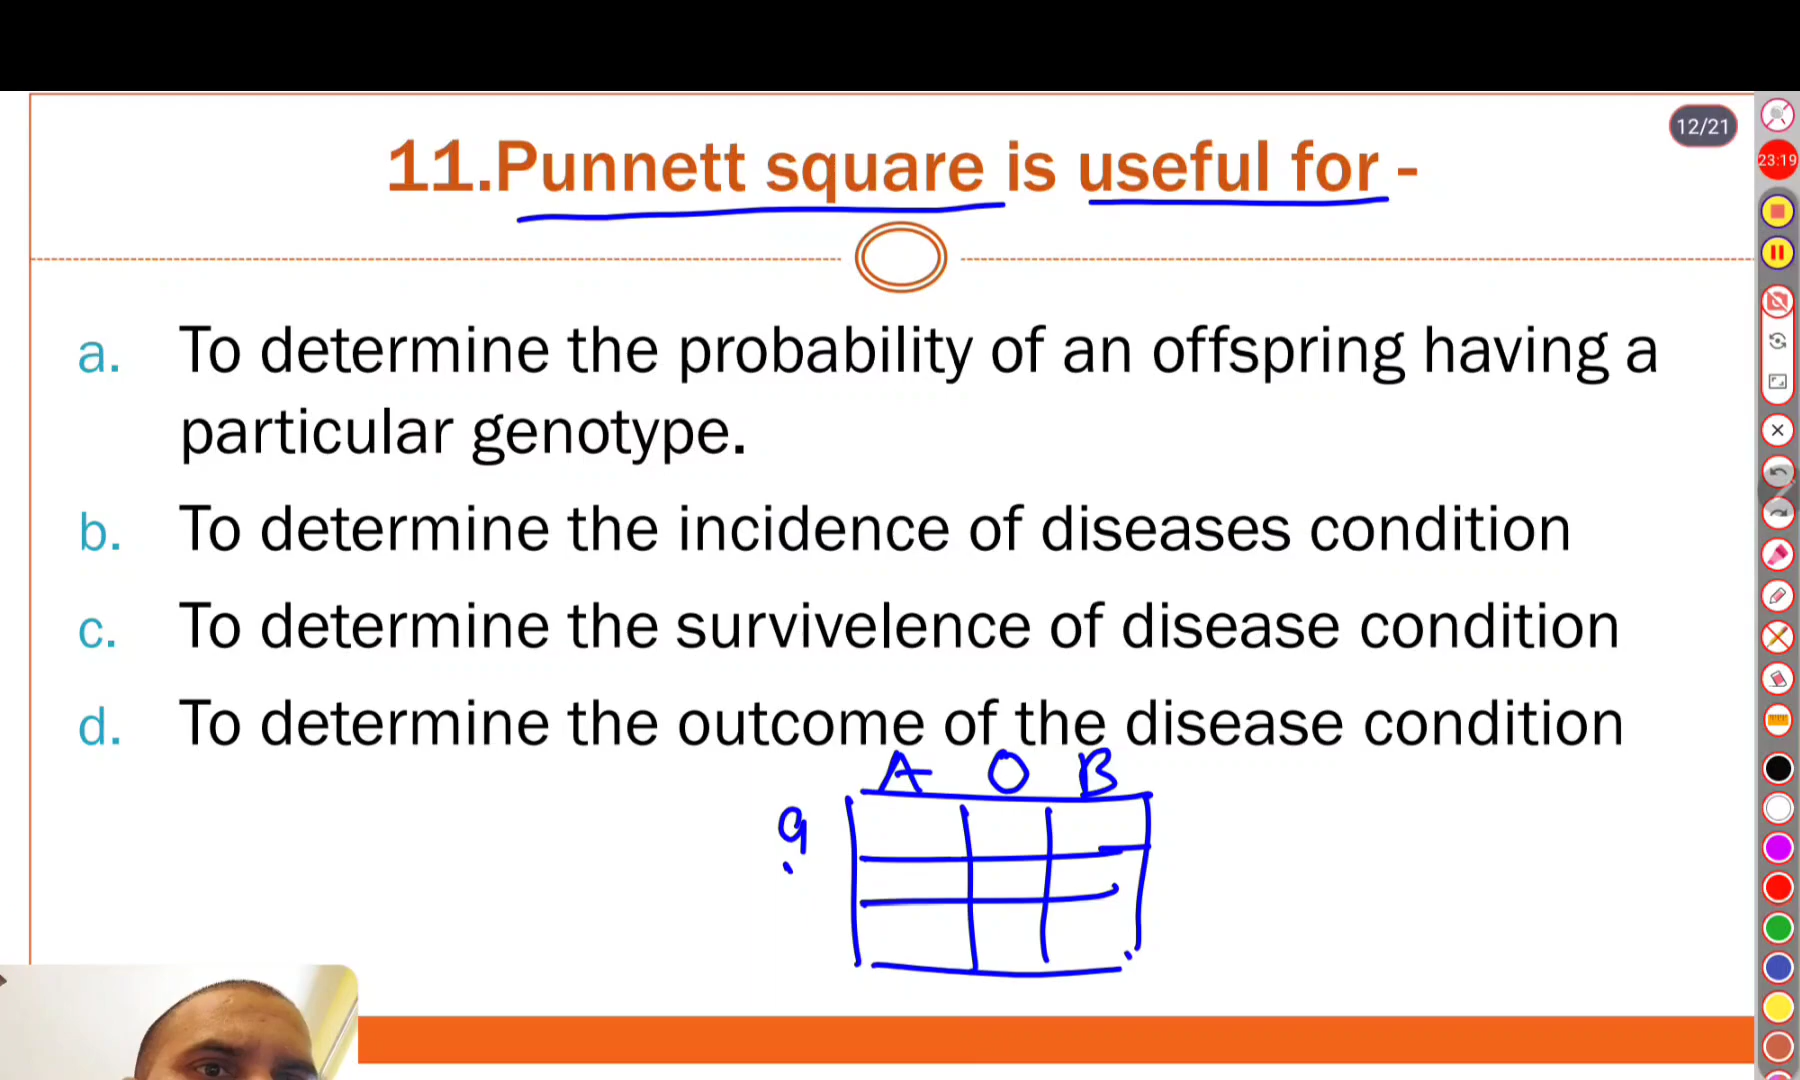 12/21
23:19
11.Punnett square is useful for -
a. To determine the probability of an offspring having a
particular genotype.
b. To determine the incidence of diseases condition
c. To determine the survivelence of disease condition
d. To determine the outcome of the disease condition
A O B